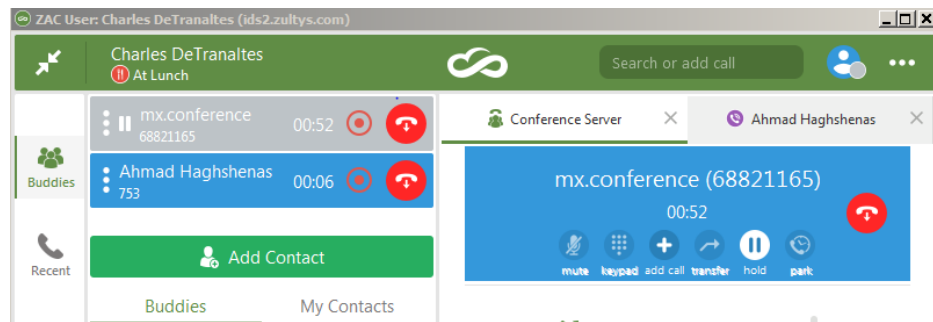 ZAC User: Charles DeTranaltes (ids2.zultys.com)
Charles DeTranaltes
At Lunch
Search or add call
Buddies
Recent
mx.conference 00:52
68821165
Ahmad Haghshenas 00:06
753
Add Contact
Buddies My Contacts
Conference Server Ahmad Haghshenas
mx.conference (68821165)
00:52
mute keypad add call transfer hold park